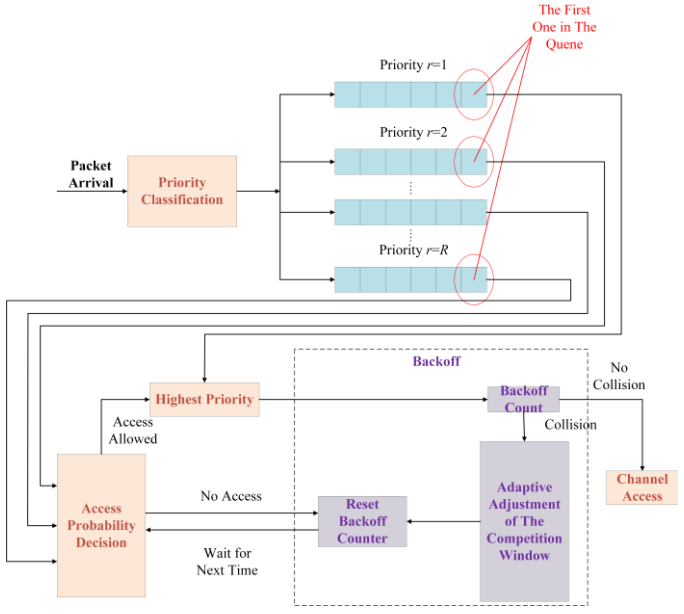 The First
One in The
Quene
Priority r=1
Priority r=2
Packet
Arrival
Priority
Classification
Priority r=R
Backoff
No
Collision
Highest Priority
Backoff
Count
Access
Allowed
Collision
Access
Probability
Decision
No Access
Reset
Backoff
Counter
Adaptive
Adjustment
of The
Competition
Window
Channel
Access
Wait for
Next Time